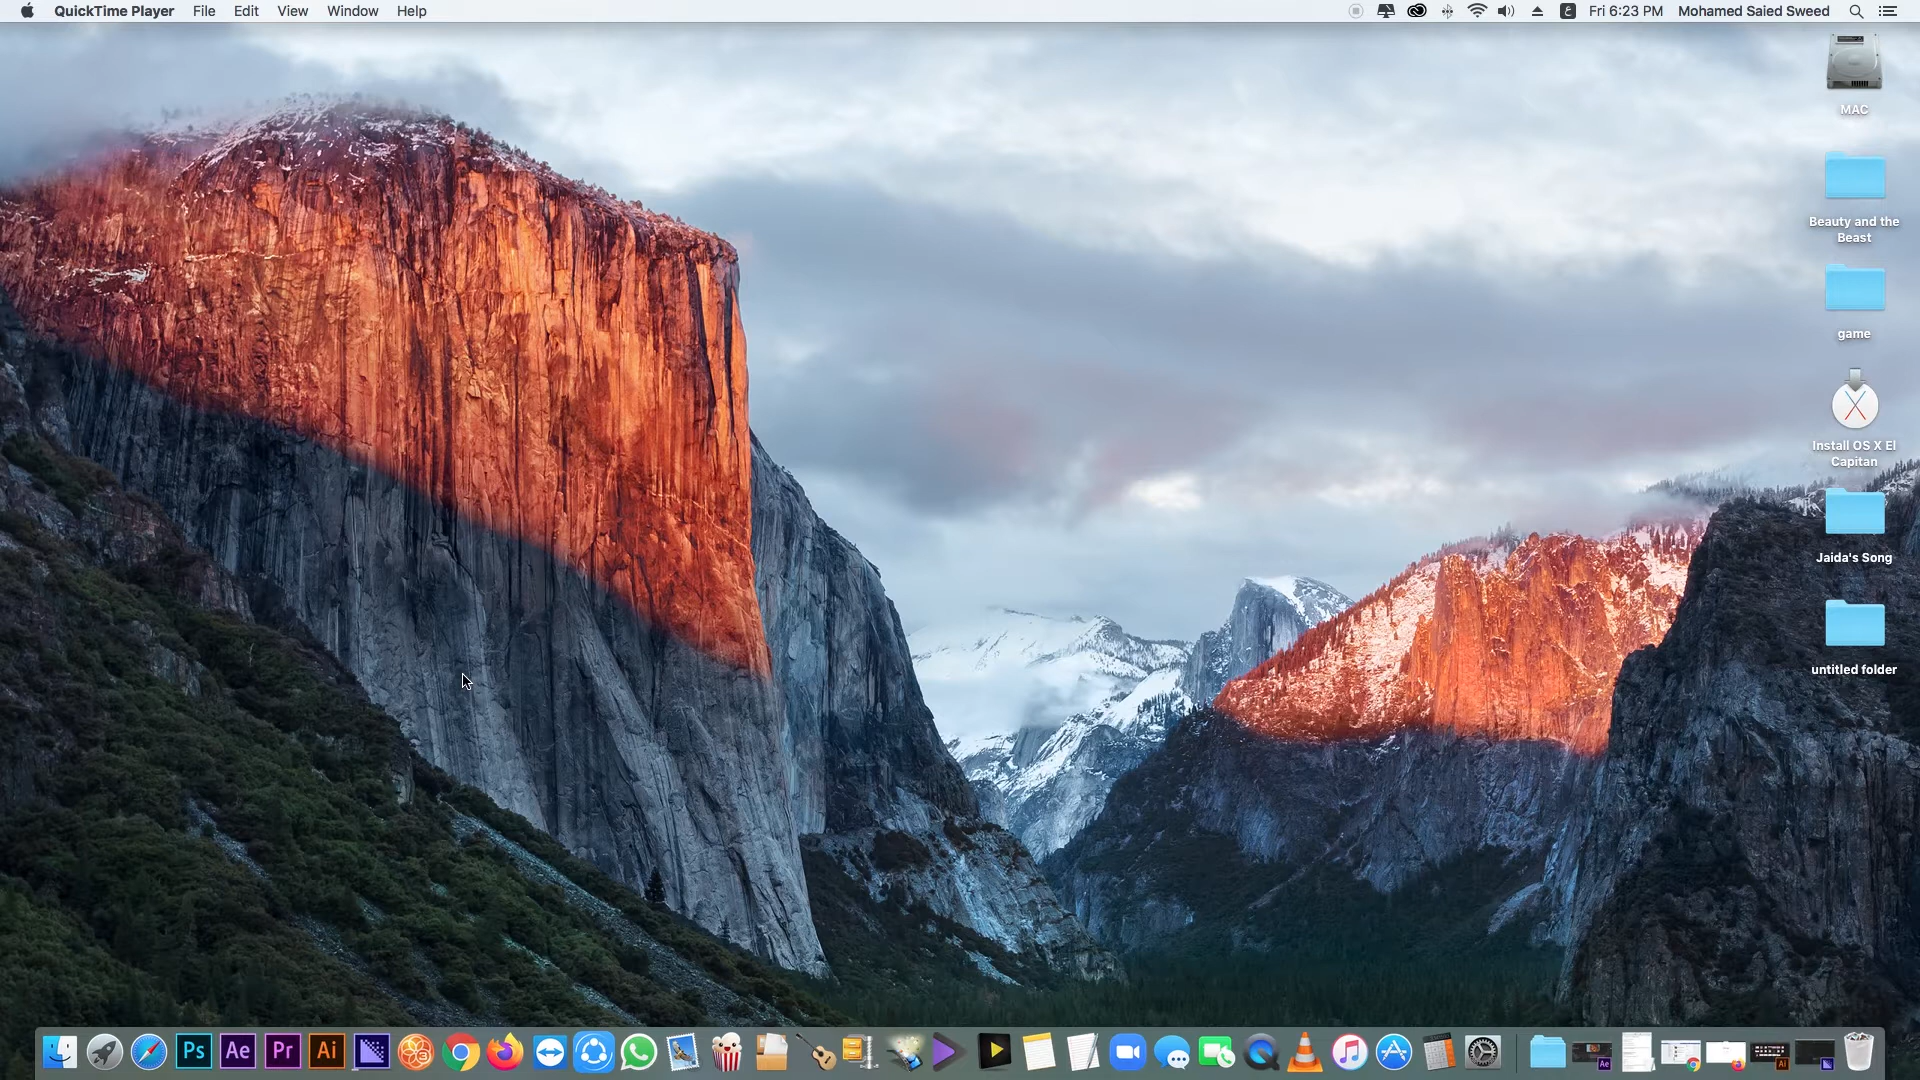 QuickTime Player File Edit View Window Help ع Fri 6:23 PM Mohamed Saied Sweed
MAC
Beauty and the
Beast
game
Install OS X El
Capitan
Jaida's Song
untitled folder
Ps Ae Pr Ai